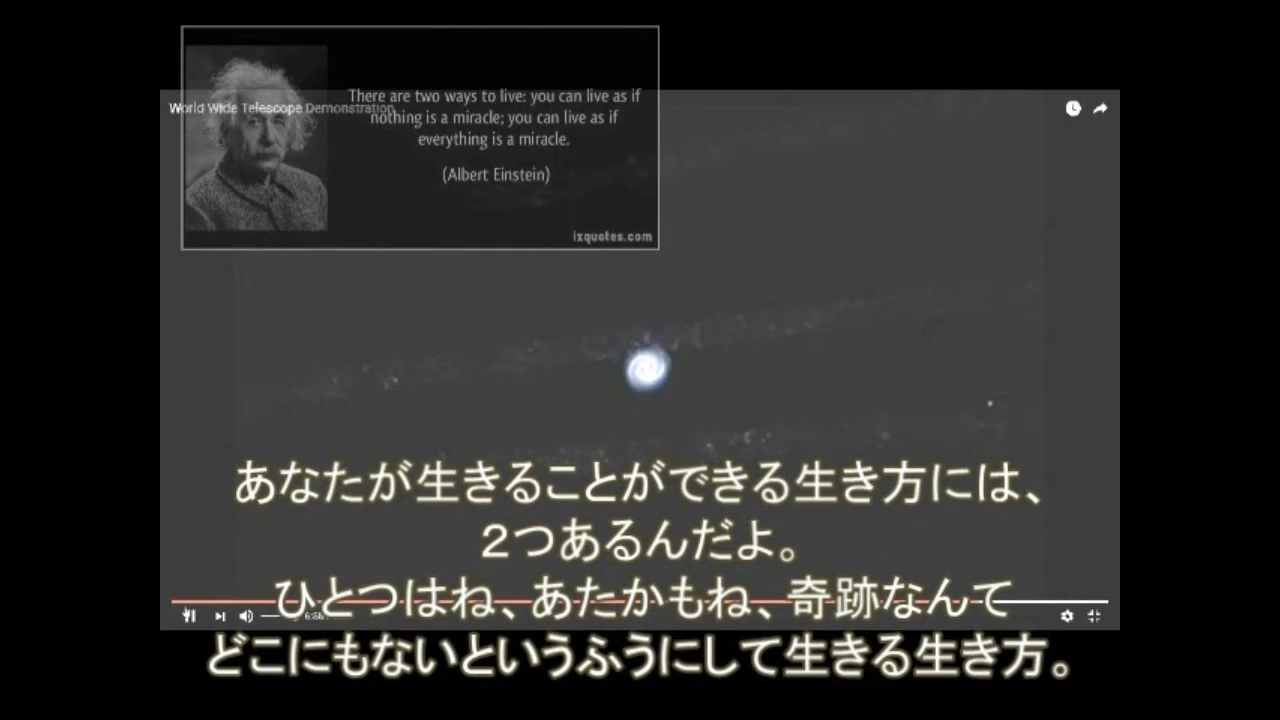 There are two ways to live: you can live as if
World Wide Telescope Demonstration
nothing is a miracle; you can live as if
everything is a miracle.
(Albert Einstein)
izquotes.com
あなたが生きることができる生き方には、
２つあるんだよ。
ひとつはね、あたかもね、奇跡なんて
どこにもないというふうにして生きる生き方。